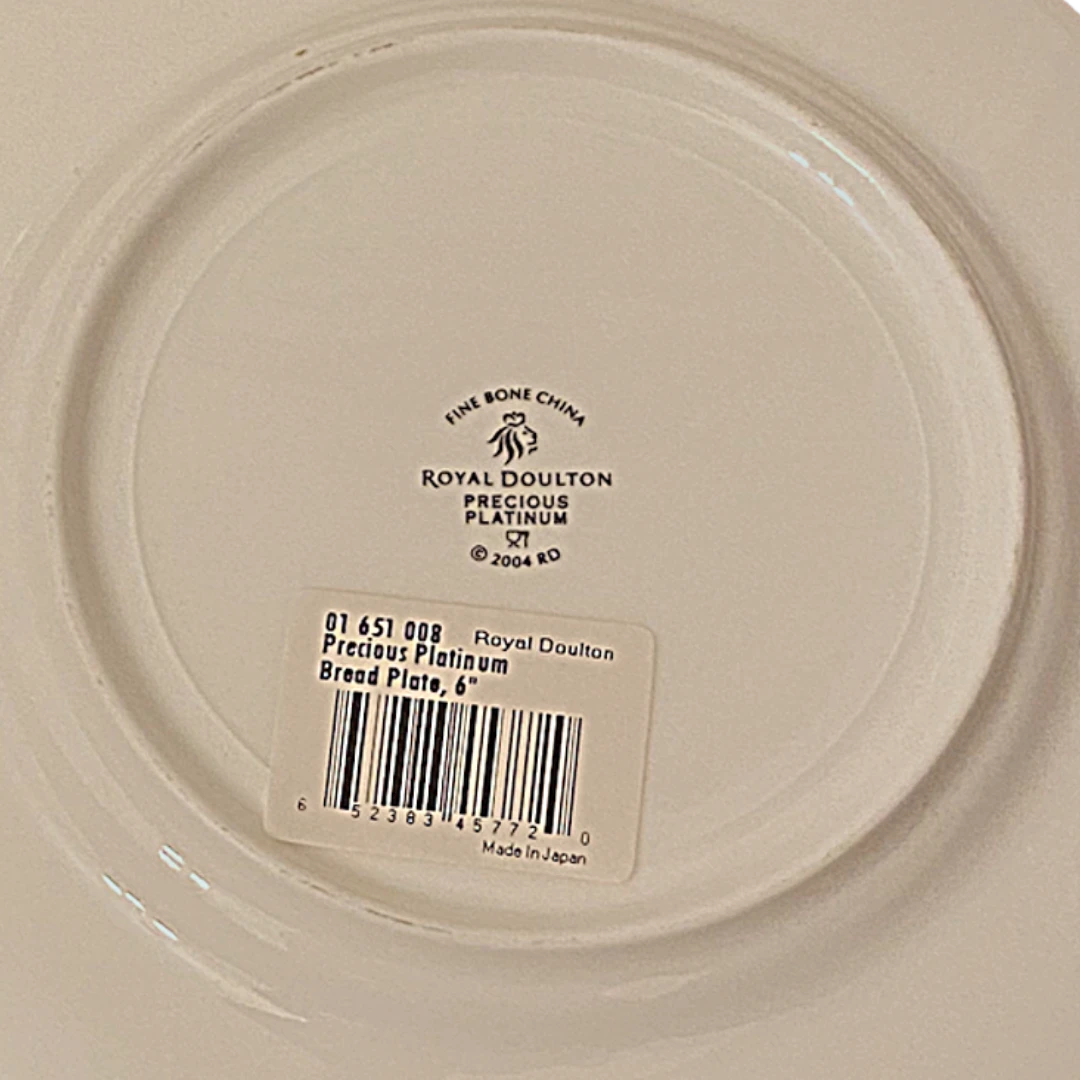 FINE BONE CHINA
ROYAL DOULTON
PRECIOUS
PLATINUM
© 2004 RD
01 651 008 Royal Doulton
Precious Platinum
Bread Plate, 6"
6 52383 45772 0
Made In Japan